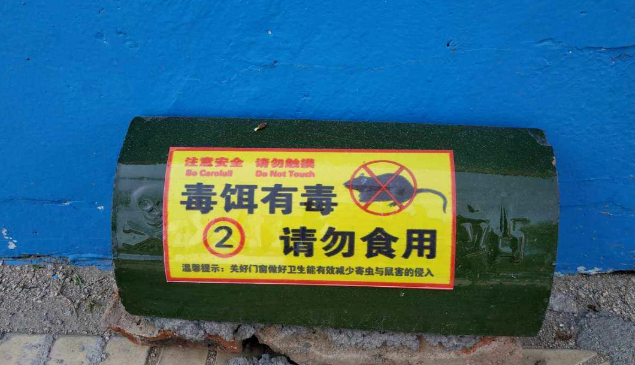 注意安全 请勿触摸
Be Carefull Do Not Touch
毒饵有毒
② 请勿食用
温馨提示：关好门窗做好卫生能有效减少害虫与鼠害的侵入